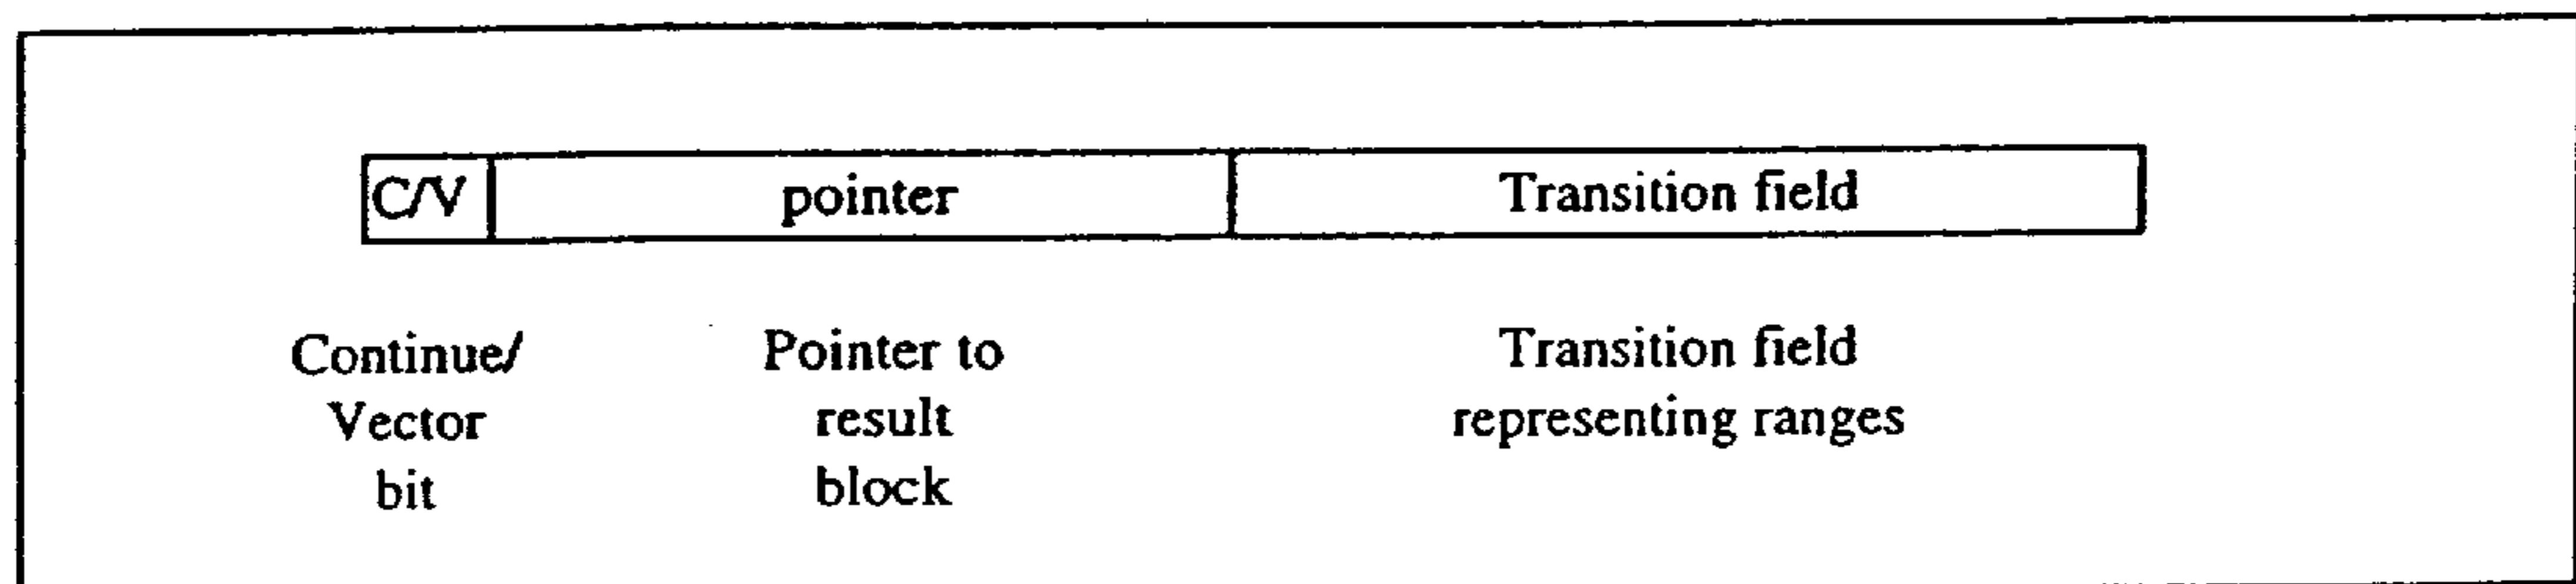 C/V pointer Transition field
Continue/ Pointer to Transition field
Vector result representing ranges
bit block